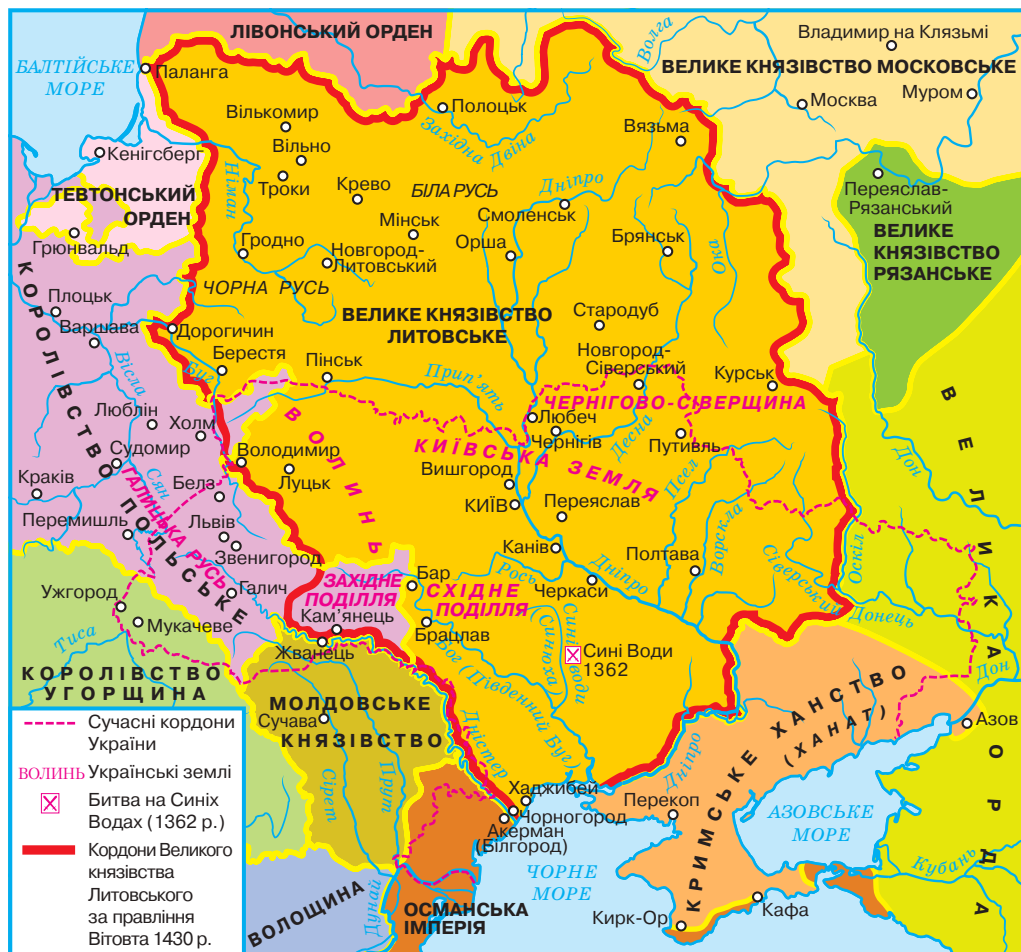 ЛІВОНСЬКИЙ ОРДЕН
Волга
Владимир на Клязьмі
БАЛТІЙСЬКЕ
МОРЕ
Паланга
ВЕЛИКЕ КНЯЗІВСТВО МОСКОВСЬКЕ
Муром
Москва
Полоцьк
Західна Двіна
Вількомир
Вязьма
Вільно
Кенігсберг
Німан
Троки
Крево
БІЛА РУСЬ
Дніпро
Переяслав-
Рязанський
ТЕВТОНСЬКИЙ
ОРДЕН
Смоленськ
Мінськ
ВЕЛИКЕ
КНЯЗІВСТВО
РЯЗАНСЬКЕ
Грюнвальд
Гродно
Новгород-
Литовський
Орша
Брянськ
Ока
ЧОРНА РУСЬ
Плоцьк
Варшава
Дорогичин
ВЕЛИКЕ КНЯЗІВСТВО
ЛИТОВСЬКЕ
Стародуб
КОРОЛІВСТВО ПОЛЬСЬКЕ
Вісла
Буг
Берестя
Пінськ
Прип'ять
Новгород-
Сіверський
Курськ
ВЕЛИКА ОРДА
ЧЕРНІГОВО-СІВЕРЩИНА
Люблін
Холм
ВОЛИНЬ
Любеч
Чернігів
Десна
Путивль
Судомир
Володимир
Луцьк
КИЇВСЬКА ЗЕМЛЯ
Дон
Краків
Сян
Бела
Вишгород
КИЇВ
Переяслав
Псел
Ворскла
Перемишль
ГАЛИЦЬКА РУСЬ
Львів
Звенигород
Канів
Полтава
Оскіл
Ужгород
Галич
ЗАХІДНЕ
ПОДІЛЛЯ
Бар
СХІДНЕ
ПОДІЛЛЯ
Рось
Черкаси
Дніпро
Сіверський
Донець
Мукачеве
Кам'янець
Брацлав
Тиса
Жванець
Синюха
Синіводи
Сині Води
1362
Дон
КОРОЛІВСТВО
УГОРЩИНА
Бог (Південний Буг)
МОЛДОВСЬКЕ
КНЯЗІВСТВО
Сучава
Дністер
КРИМСЬКЕ ХАНСТВО
(ХАНАТ)
Азов
Сірет
Прут
Дніпро
Хаджибей
Чорногород
Акерман
(Білгород)
Перекоп
АЗОВСЬКЕ
МОРЕ
ЧОРНЕ
МОРЕ
Кубань
Дунай
ВОЛОЩИНА
ОСМАНСЬКА
ІМПЕРІЯ
Кирк-Ор
Кафа
Сучасні кордони
України
ВОЛИНЬ Українські землі
Битва на Синіх
Водах (1362 р.)
Кордони Великого
князівства
Литовського
за правління
Вітовта 1430 р.